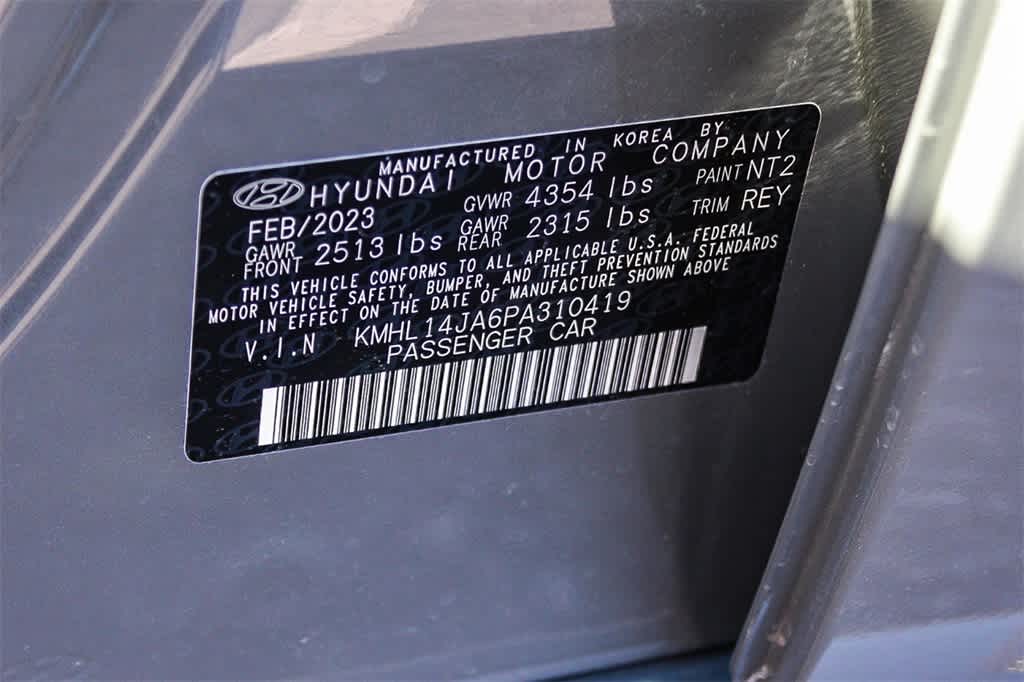 MANUFACTURED IN KOREA BY
HYUNDAI MOTOR COMPANY
FEB/2023 GVWR 4354 lbs PAINT NT2
GAWR FRONT 2513 lbs GAWR REAR 2315 lbs TRIM REY
THIS VEHICLE CONFORMS TO ALL APPLICABLE U.S.A. FEDERAL
MOTOR VEHICLE SAFETY, BUMPER, AND THEFT PREVENTION STANDARDS
IN EFFECT ON THE DATE OF MANUFACTURE SHOWN ABOVE
V.I.N KMHL14JA6PA310419
PASSENGER CAR